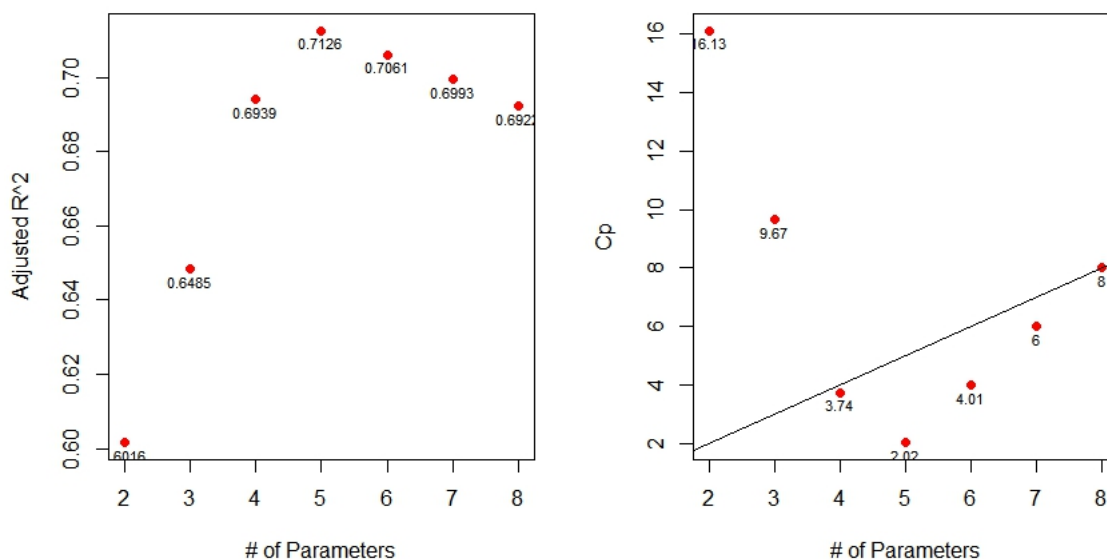 0.7126
0.7061
0.6993
0.6939
0.6922
0.6485
6016
Adjusted R^2
0.60 0.62 0.64 0.66 0.68 0.70
2 3 4 5 6 7 8
# of Parameters
16.13
9.67
8
6
4.01
3.74
2.02
Cp
2 4 6 8 10 12 14 16
2 3 4 5 6 7 8
# of Parameters